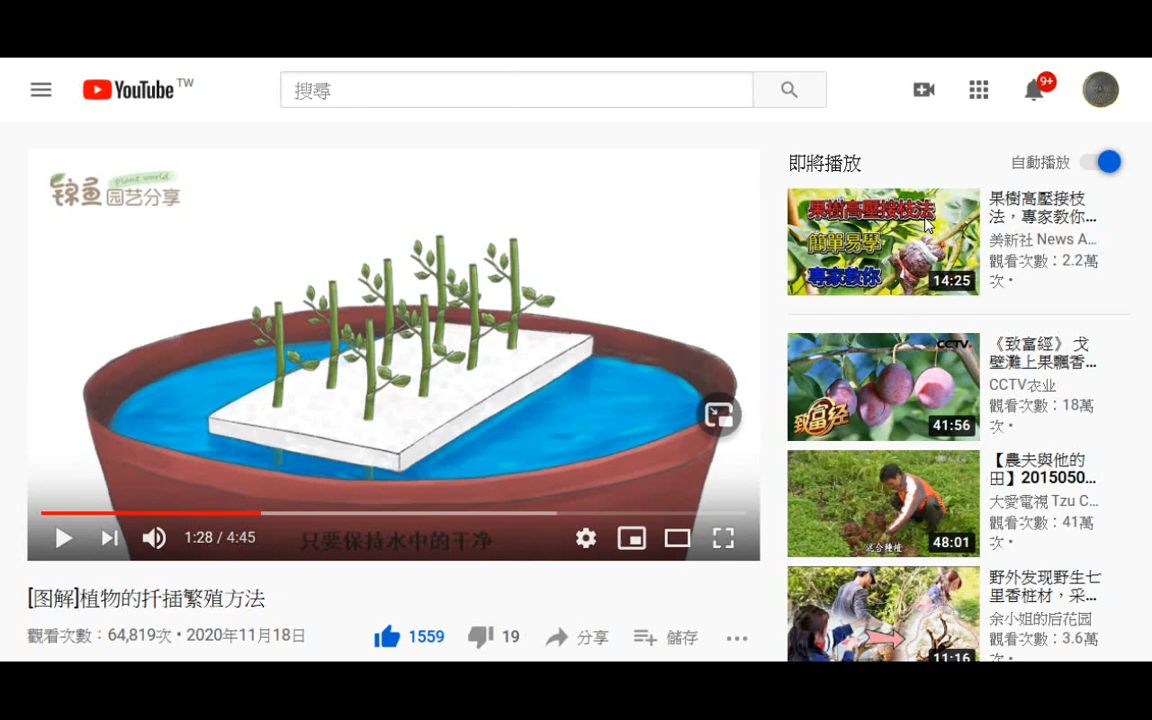 YouTube TW
搜尋
9+
plant world
锦鱼园艺分享
1:28 / 4:45
只要保持水中的干净
[图解]植物的扦插繁殖方法
觀看次數：64,819次 • 2020年11月18日
1559
19
分享
儲存
即將播放
自動播放
果樹高壓接枝法
簡單易學
專家教你
14:25
果樹高壓接枝
法，專家教你...
美新社 News A...
觀看次數：2.2萬
次 •
CCTV.
致富经
41:56
《致富經》 戈
壁灘上果飄香...
CCTV农业
觀看次數：18萬
次 •
混合種植
48:01
【農夫與他的
田】2015050...
大愛電視 Tzu C...
觀看次數：41萬
次 •
11:16
野外发现野生七
里香桩材，采...
余小姐的后花园
觀看次數：3.6萬
次 •